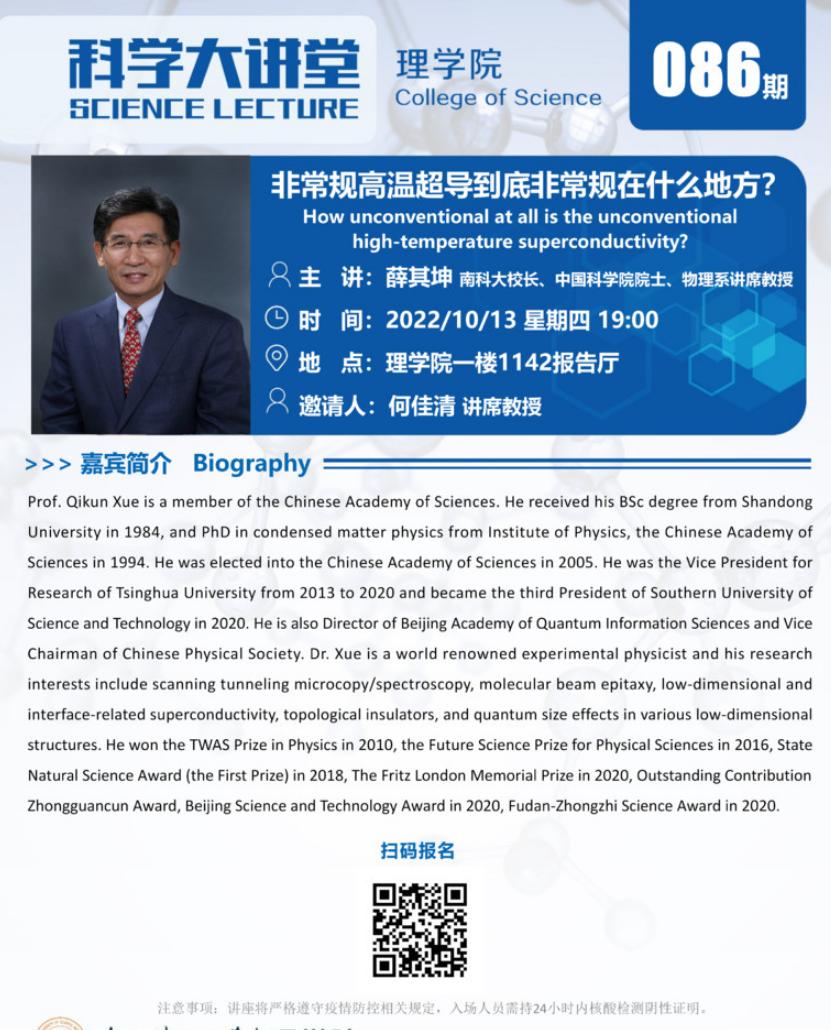 科学大讲堂
SCIENCE LECTURE
理学院
College of Science
086期
非常规高温超导到底非常规在什么地方？
How unconventional at all is the unconventional
high-temperature superconductivity?
主 讲：薛其坤 南科大校长、中国科学院院士、物理系讲席教授
时 间：2022/10/13 星期四 19:00
地 点：理学院一楼1142报告厅
邀请人：何佳清 讲席教授
>>> 嘉宾简介 Biography
Prof. Qikun Xue is a member of the Chinese Academy of Sciences. He received his BSc degree from Shandong
University in 1984, and PhD in condensed matter physics from Institute of Physics, the Chinese Academy of
Sciences in 1994. He was elected into the Chinese Academy of Sciences in 2005. He was the Vice President for
Research of Tsinghua University from 2013 to 2020 and became the third President of Southern University of
Science and Technology in 2020. He is also Director of Beijing Academy of Quantum Information Sciences and Vice
Chairman of Chinese Physical Society. Dr. Xue is a world renowned experimental physicist and his research
interests include scanning tunneling microcopy/spectroscopy, molecular beam epitaxy, low-dimensional and
interface-related superconductivity, topological insulators, and quantum size effects in various low-dimensional
structures. He won the TWAS Prize in Physics in 2010, the Future Science Prize for Physical Sciences in 2016, State
Natural Science Award (the First Prize) in 2018, The Fritz London Memorial Prize in 2020, Outstanding Contribution
Zhongguancun Award, Beijing Science and Technology Award in 2020, Fudan-Zhongzhi Science Award in 2020.
扫码报名
注意事项：讲座将严格遵守疫情防控相关规定，入场人员需持24小时内核酸检测阴性证明。